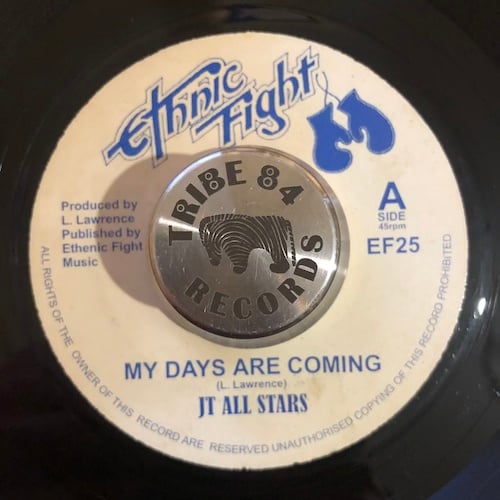 Ethnic
Fight
TRIBE 84
RECORDS
Produced by
L. Lawrence
Published by
Ethenic Fight
Music
A
SIDE
45rpm
EF25
MY DAYS ARE COMING
(L. Lawrence)
JT ALL STARS
ALL RIGHTS OF THE OWNER OF THIS RECORD ARE RESERVED UNAUTHORISED COPYING OF THIS RECORD PROHIBITED